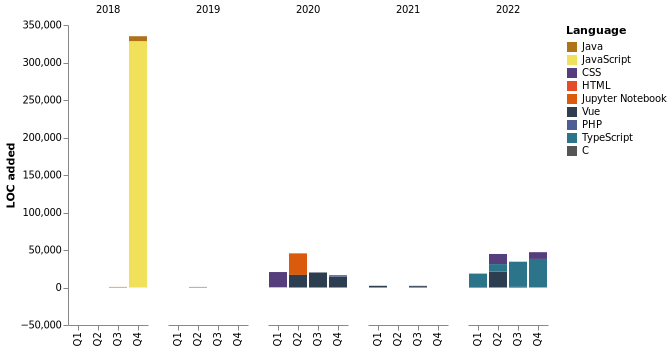 2018 2019 2020 2021 2022
350,000
300,000
250,000
200,000
150,000
100,000
50,000
0
−50,000
LOC added
Q1 Q2 Q3 Q4 Q1 Q2 Q3 Q4 Q1 Q2 Q3 Q4 Q1 Q2 Q3 Q4 Q1 Q2 Q3 Q4
Language
Java
JavaScript
CSS
HTML
Jupyter Notebook
Vue
PHP
TypeScript
C